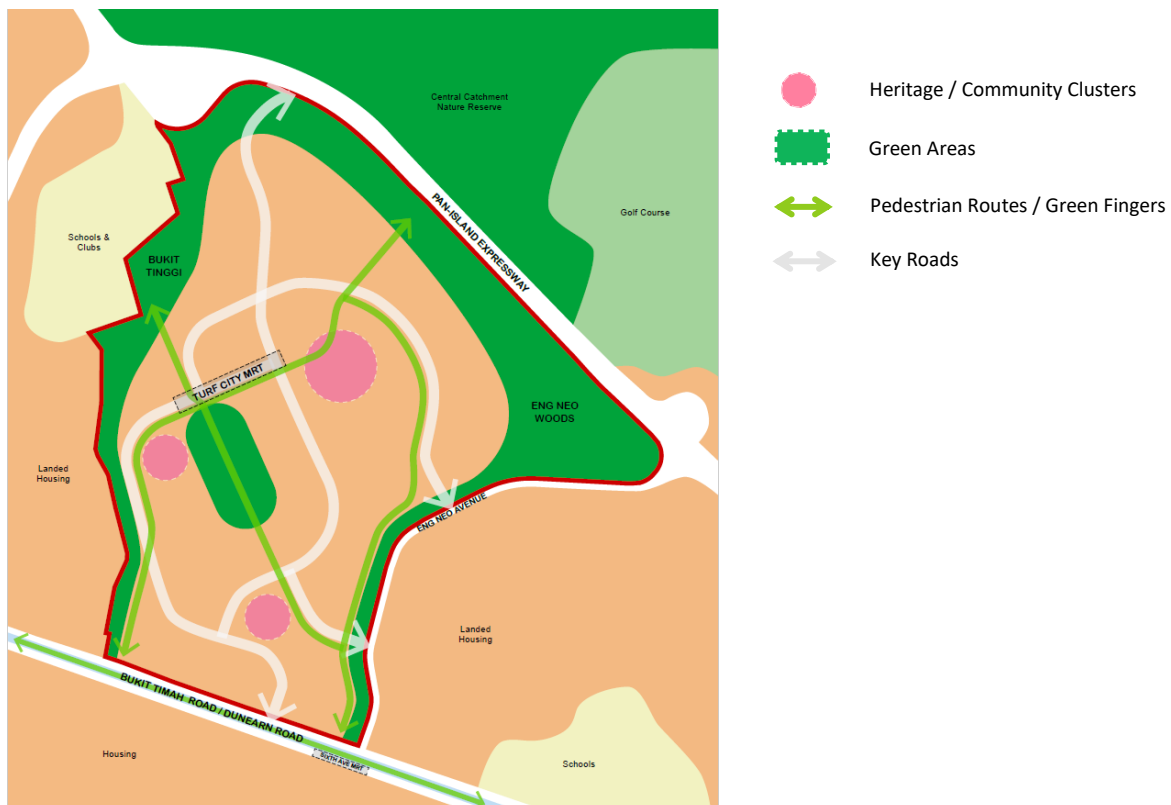 Central Catchment
Nature Reserve
PAN-ISLAND EXPRESSWAY
Golf Course
Schools &
Clubs
BUKIT
TINGGI
TURF CITY MRT
ENG NEO
WOODS
Landed
Housing
ENG NEO AVENUE
Landed
Housing
BUKIT TIMAH ROAD / DUNEARN ROAD
SIXTH AVE MRT
Housing
Schools
Heritage / Community Clusters
Green Areas
Pedestrian Routes / Green Fingers
Key Roads